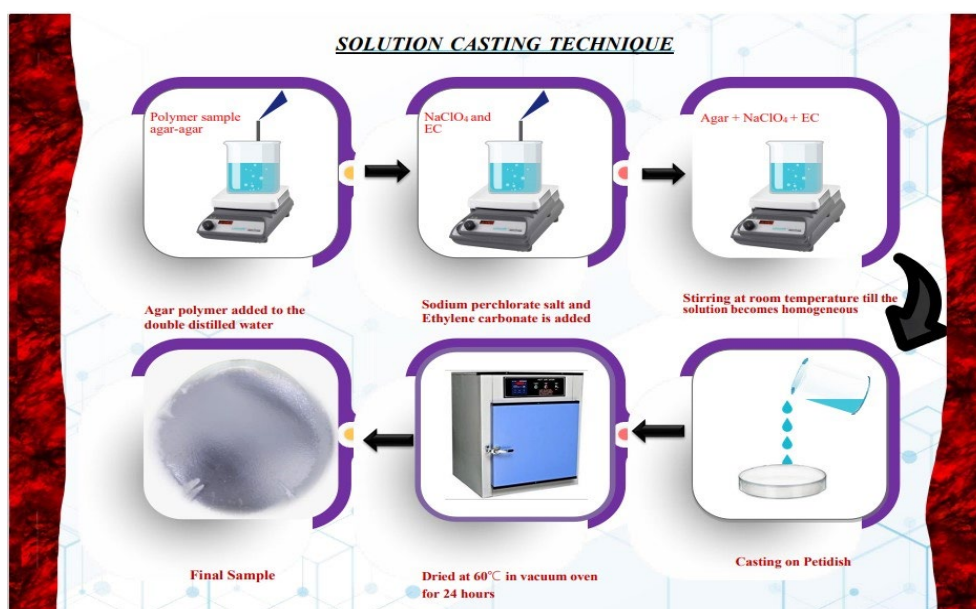 SOLUTION CASTING TECHNIQUE
Polymer sample
agar-agar
NaClO₄ and
EC
Agar + NaClO₄ + EC
Agar polymer added to the
double distilled water
Sodium perchlorate salt and
Ethylene carbonate is added
Stirring at room temperature till the
solution becomes homogeneous
Final Sample
Dried at 60℃ in vacuum oven
for 24 hours
Casting on Petidish